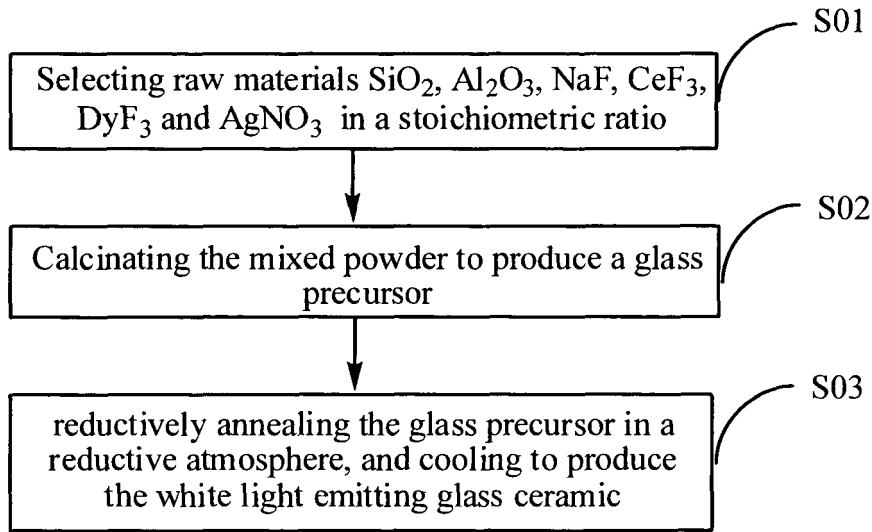 S01
Selecting raw materials SiO₂, Al₂O₃, NaF, CeF₃,
DyF₃ and AgNO₃ in a stoichiometric ratio
S02
Calcinating the mixed powder to produce a glass
precursor
S03
reductively annealing the glass precursor in a
reductive atmosphere, and cooling to produce
the white light emitting glass ceramic